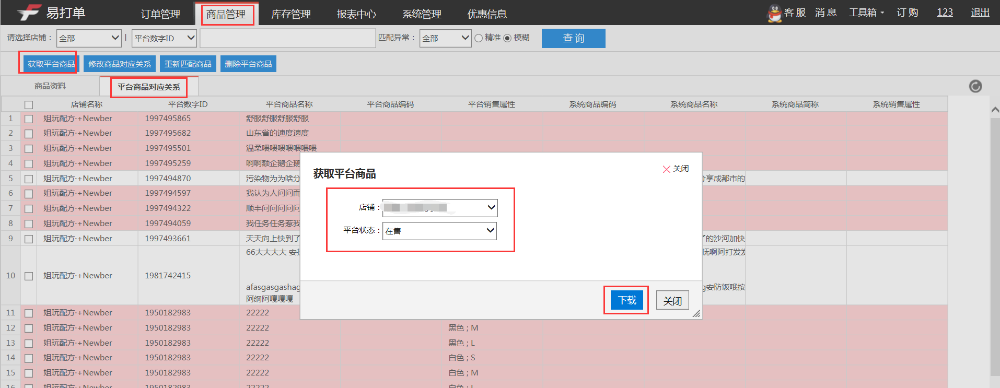 易打单 订单管理 商品管理 库存管理 报表中心 系统管理 优惠信息 客服 消息 工具箱 订购 123 退出
请选择店铺： 全部 | 平台数字ID 匹配异常： 全部 精准 模糊 查询
获取平台商品 修改商品对应关系 重新匹配商品 删除平台商品
商品资料 平台商品对应关系
店铺名称 平台数字ID 平台商品名称 平台商品编码 平台销售属性 系统商品编码 系统商品名称 系统商品简称 系统销售属性
1 姐玩配方·+Newber 1997495865 舒服舒服舒服舒服
2 姐玩配方·+Newber 1997495682 山东省的速度速度
3 姐玩配方·+Newber 1997495501 温柔喂喂喂喂喂喂喂
4 姐玩配方·+Newber 1997495259 啊啊额企鹅企鹅
5 姐玩配方·+Newber 1997494870 污染物为为啥分 享成都市的
6 姐玩配方·+Newber 1997494597 我认为人问问而
7 姐玩配方·+Newber 1997494322 顺丰问问问问问
8 姐玩配方·+Newber 1997494059 我任务任务惹我
9 姐玩配方·+Newber 1997493661 天天向上快到了 的沙河加快
66大大大大 安 抚啊阿打发发
10 姐玩配方·+Newber 1981742415
afasgasgashag g安防饭哦按
阿纲阿嘎嘎嘎
11 姐玩配方·+Newber 1950182983 22222
12 姐玩配方·+Newber 1950182983 22222 黑色 ; M
13 姐玩配方·+Newber 1950182983 22222 黑色 ; L
14 姐玩配方·+Newber 1950182983 22222 白色 ; S
15 姐玩配方·+Newber 1950182983 22222 白色 ; M
16 姐玩配方·+Newber 1950182983 22222 白色 ; L
获取平台商品 关闭
店铺：
平台状态： 在售
下载 关闭